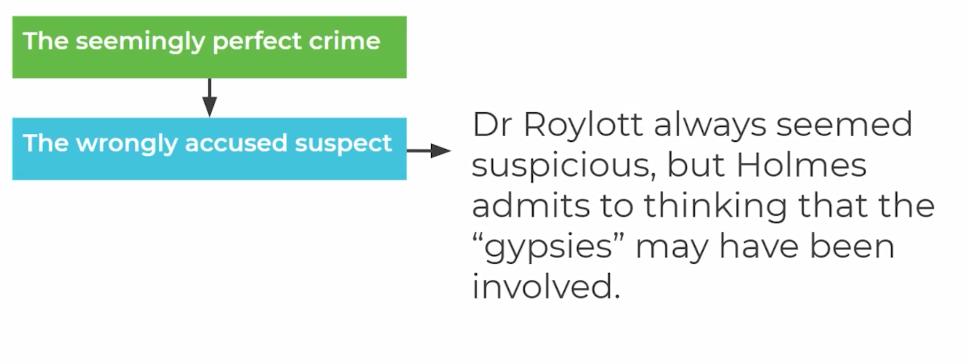 The seemingly perfect crime
The wrongly accused suspect
Dr Roylott always seemed
suspicious, but Holmes
admits to thinking that the
“gypsies” may have been
involved.